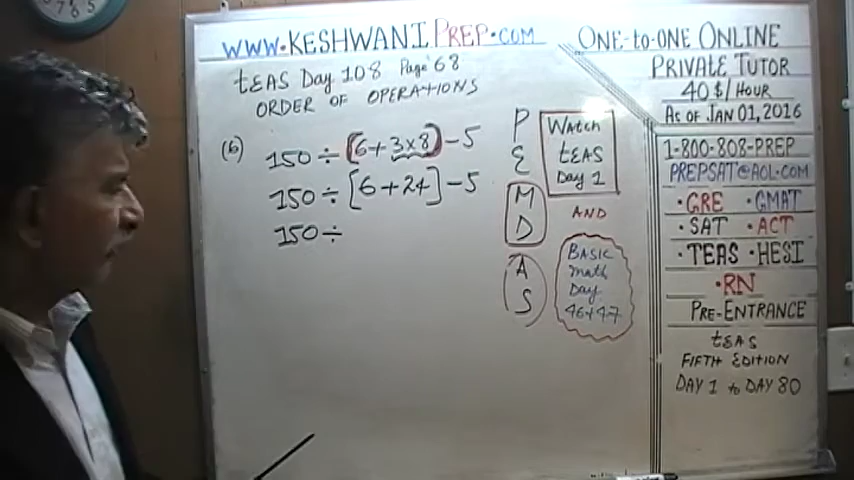 WWW.KESHWANIPREP.COM
tEAS Day 108 Page 68
ORDER OF OPERATIONS
(6) 150 ÷ (6 + 3 x 8) - 5
150 ÷ [6 + 24] - 5
150 ÷
P
E
M
D
A
S
WAtch
tEAS
Day 1
AND
BASIC
math
Day
46+47
ONE-to-ONE ONLINE
PRIVATE TUTOR
40 $/HOUR
AS OF JAN 01, 2016
1-800-808-PREP
PREPSAT@AOL.COM
•GRE •GMAT
•SAT •ACT
•TEAS •HESI
•RN
PRE-ENTRANCE
tEAS
FIFTH EDITION
DAY 1 to DAY 80